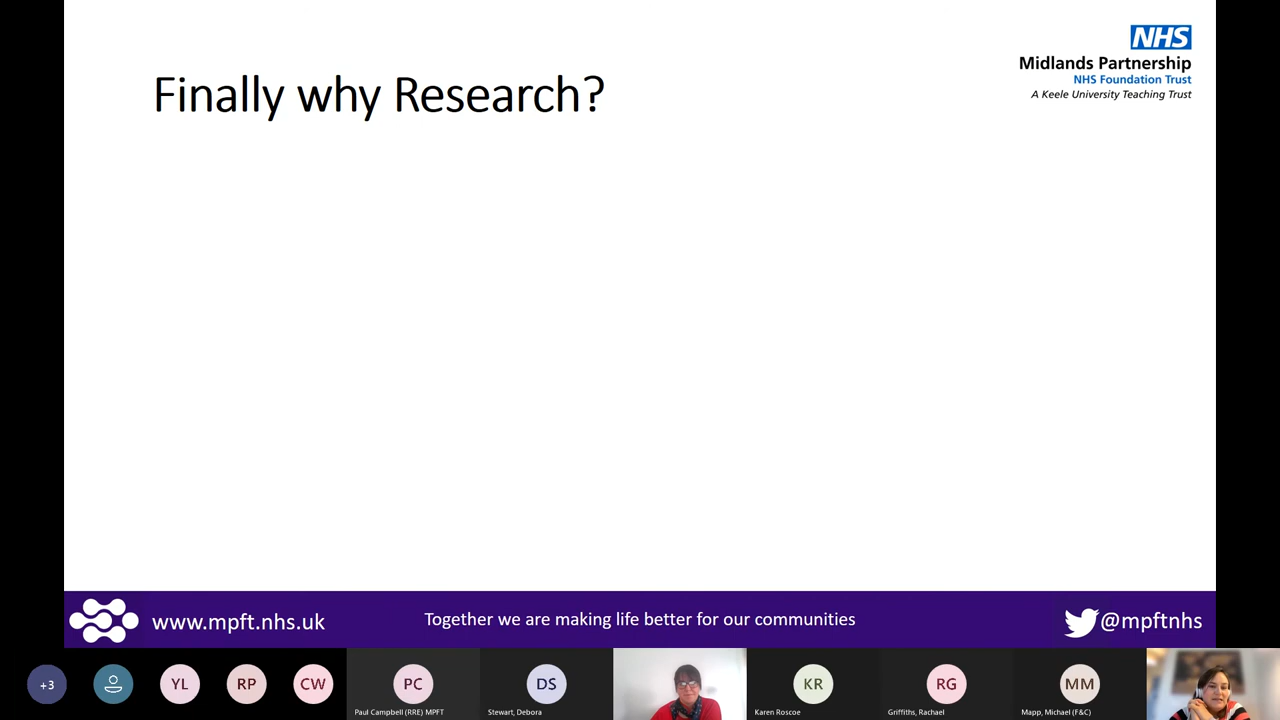 Finally why Research?
NHS
Midlands Partnership
NHS Foundation Trust
A Keele University Teaching Trust
www.mpft.nhs.uk
Together we are making life better for our communities
@mpftnhs
+3
YL
RP
CW
PC
DS
KR
RG
MM
Paul Campbell (RRE) MPFT
Stewart, Debora
Karen Roscoe
Griffiths, Rachael
Mapp, Michael (F&C)